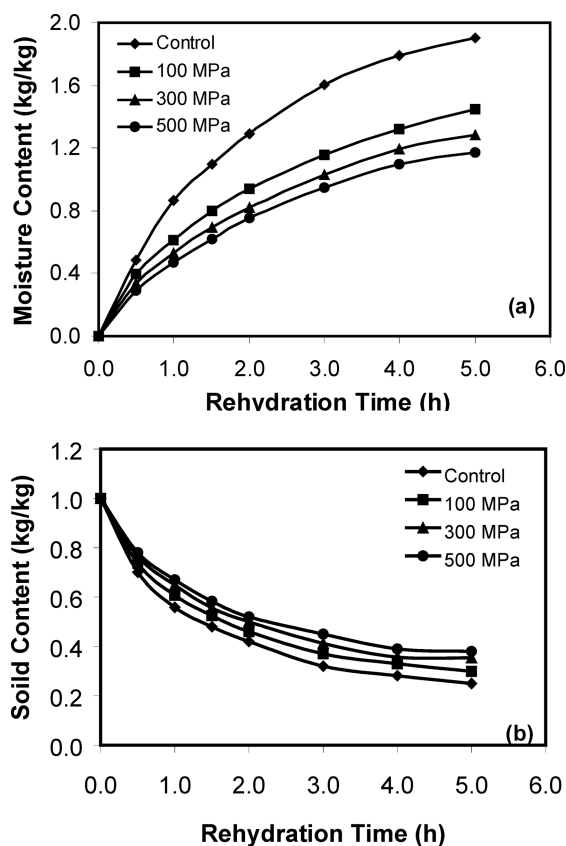 2.0
1.6
1.2
0.8
0.4
0.0
Moisture Content (kg/kg)
Control
100 MPa
300 MPa
500 MPa
(a)
0.0 1.0 2.0 3.0 4.0 5.0 6.0
Rehydration Time (h)
1.2
1.0
0.8
0.6
0.4
0.2
0.0
Soild Content (kg/kg)
Control
100 MPa
300 MPa
500 MPa
(b)
0.0 1.0 2.0 3.0 4.0 5.0 6.0
Rehydration Time (h)